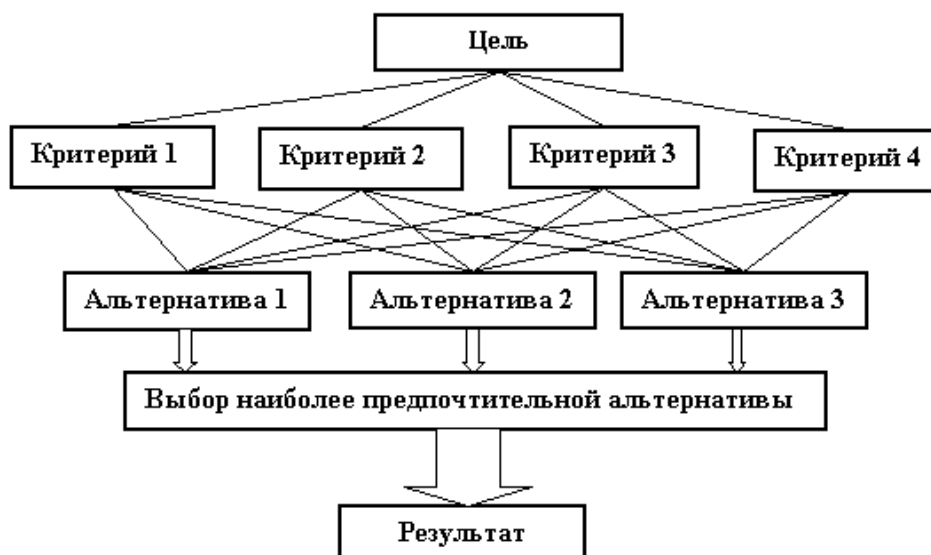 Цель
Критерий 1
Критерий 2
Критерий 3
Критерий 4
Альтернатива 1
Альтернатива 2
Альтернатива 3
Выбор наиболее предпочтительной альтернативы
Результат